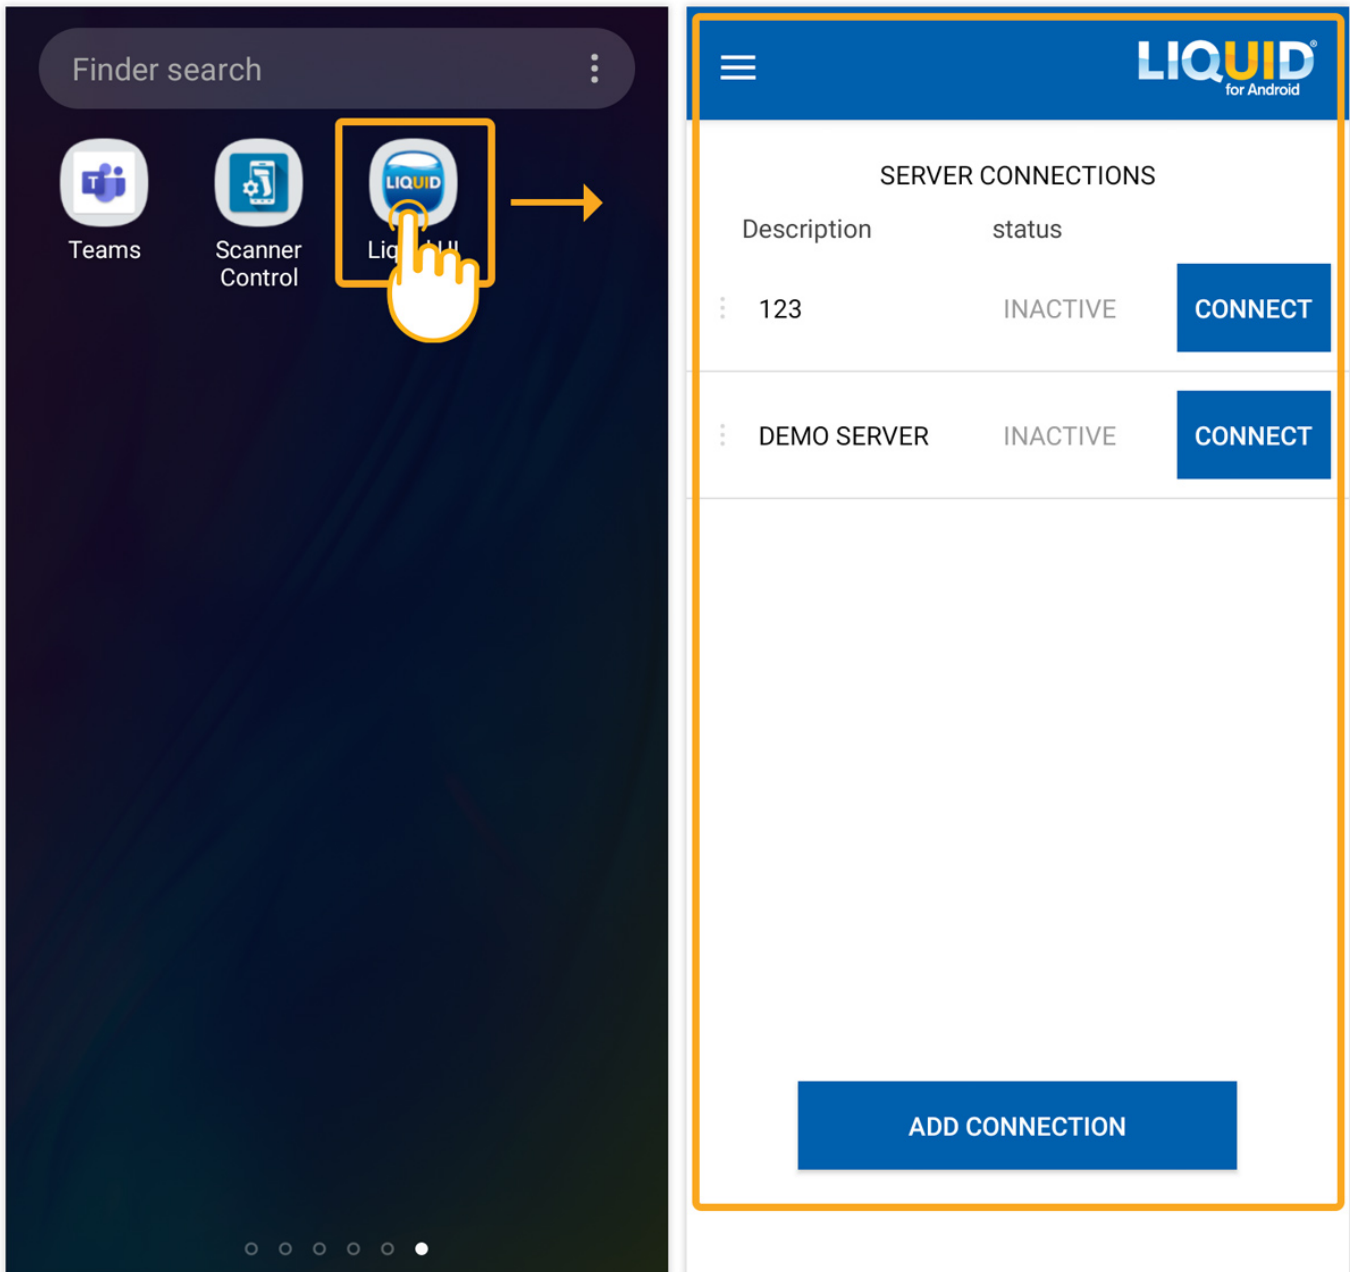 Finder search
Teams
Scanner
Control
LIQUID
T
LIQUID®
for Android
SERVER CONNECTIONS
Description status
123 INACTIVE CONNECT
DEMO SERVER INACTIVE CONNECT
ADD CONNECTION